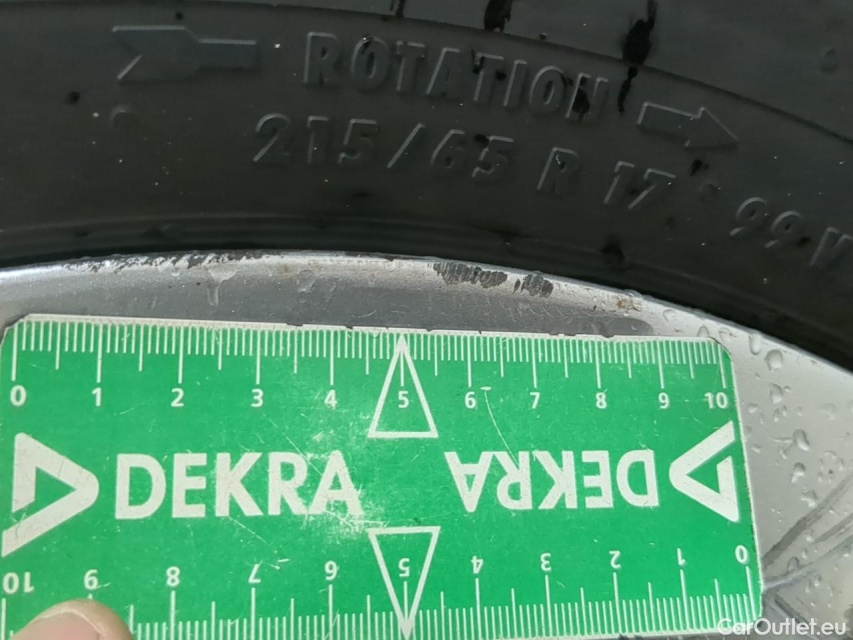 ROTATION
215/65 R 17 99 V
0 1 2 3 4 5 6 7 8 9 10
DEKRA DEKRA
10 9 8 7 6 5 4 3 2 1 0
CarOutlet.eu